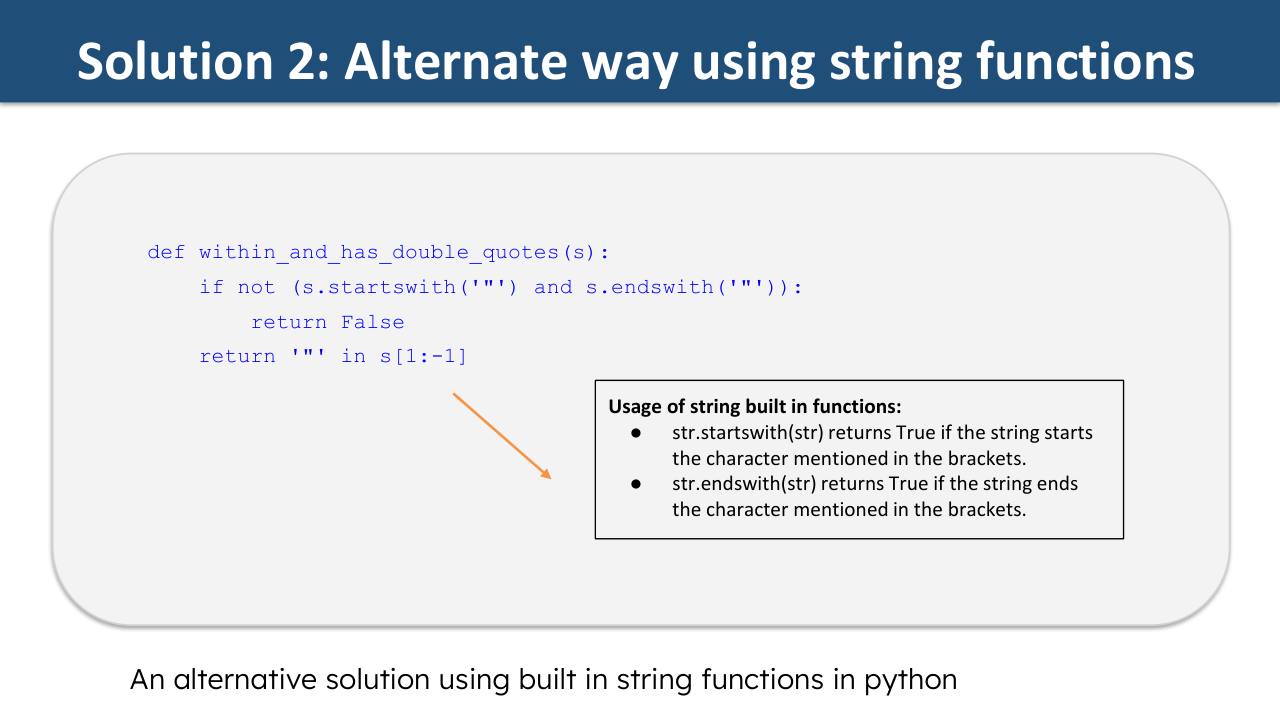 Solution 2: Alternate way using string functions
def within_and_has_double_quotes(s):
    if not (s.startswith('"') and s.endswith('"')):
        return False
    return '"' in s[1:-1]
Usage of string built in functions:
● str.startswith(str) returns True if the string starts
the character mentioned in the brackets.
● str.endswith(str) returns True if the string ends
the character mentioned in the brackets.
An alternative solution using built in string functions in python